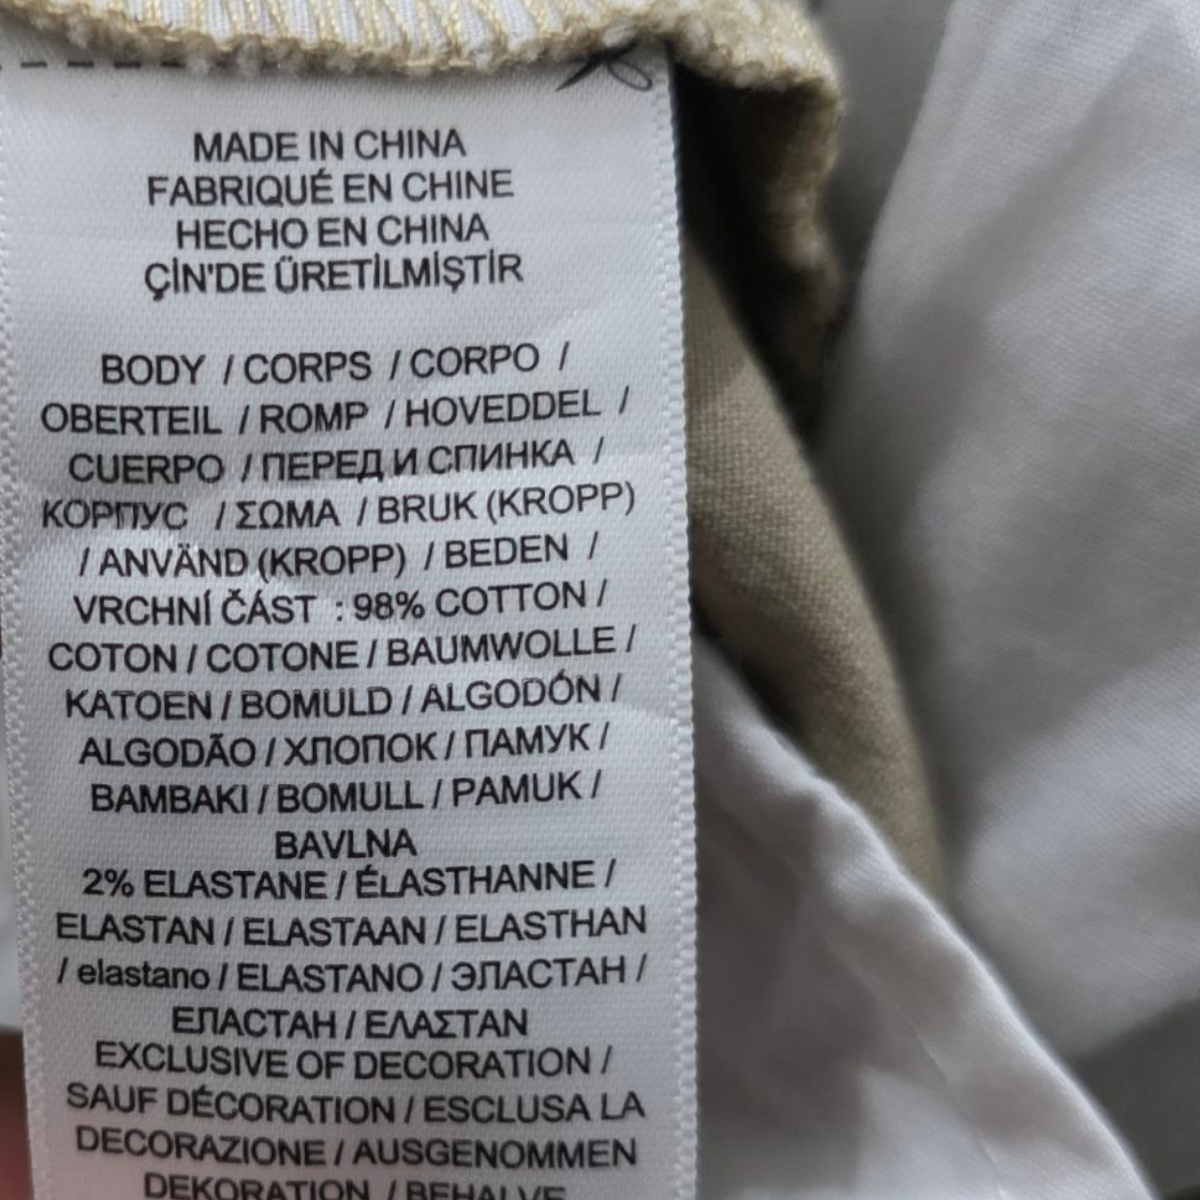 MADE IN CHINA
FABRIQUÉ EN CHINE
HECHO EN CHINA
ÇİN'DE ÜRETİLMİŞTİR
BODY / CORPS / CORPO /
OBERTEIL / ROMP / HOVEDDEL /
CUERPO / ПЕРЕД И СПИНКА /
КОРПУС / ΣΩΜΑ / BRUK (KROPP)
/ ANVÄND (KROPP) / BEDEN /
VRCHNÍ ČÁST : 98% COTTON /
COTON / COTONE / BAUMWOLLE /
KATOEN / BOMULD / ALGODÓN /
ALGODÃO / ХЛОПОК / ПАМУК /
BAMBAKI / BOMULL / PAMUK /
BAVLNA
2% ELASTANE / ÉLASTHANNE /
ELASTAN / ELASTAAN / ELASTHAN
/ elastano / ELASTANO / ЭЛАСТАН /
ЕЛАСТАН / ΕΛΑΣΤΑΝ
EXCLUSIVE OF DECORATION /
SAUF DÉCORATION / ESCLUSA LA
DECORAZIONE / AUSGENOMMEN
DEKORATION / BEHALVE